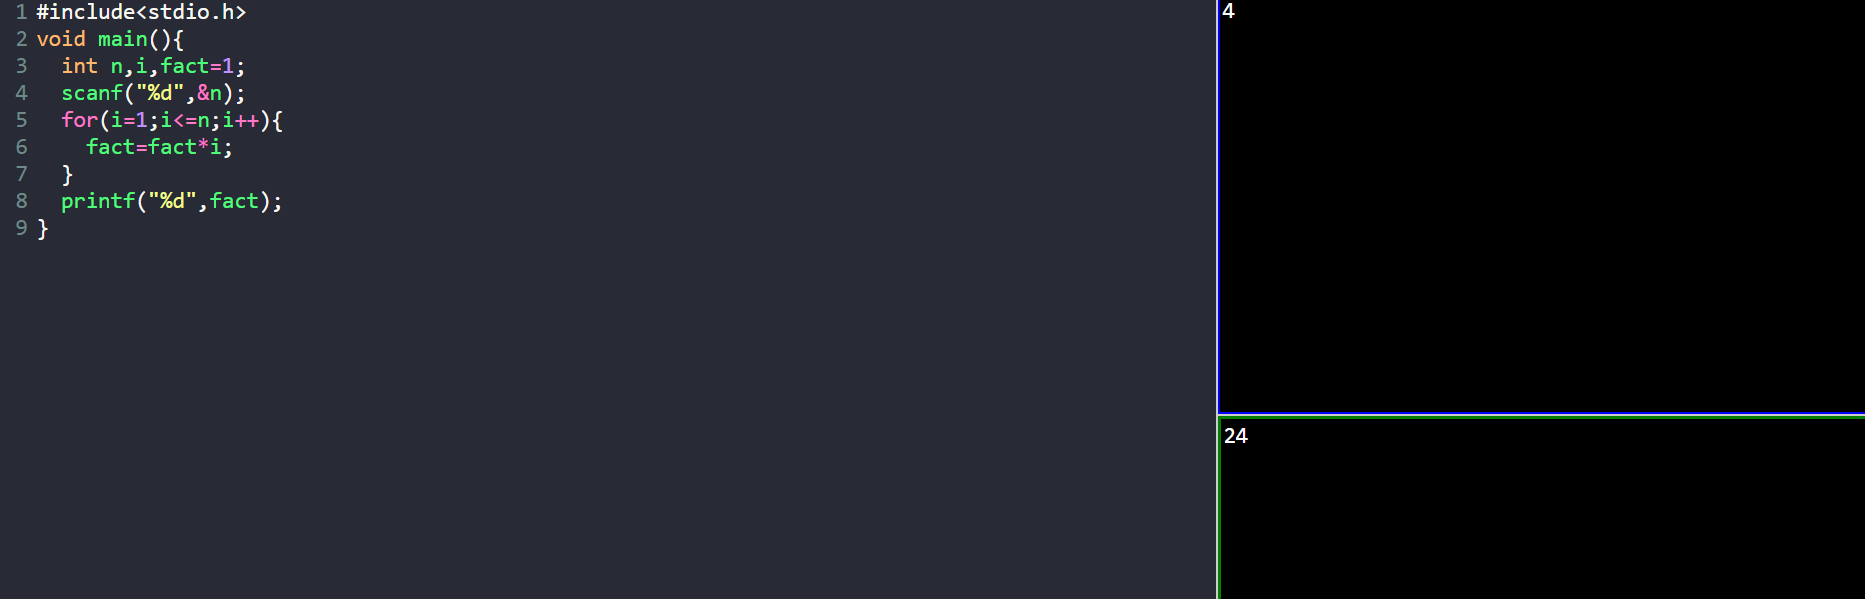 1 #include<stdio.h>
2 void main(){
3   int n,i,fact=1;
4   scanf("%d",&n);
5   for(i=1;i<=n;i++){
6     fact=fact*i;
7   }
8   printf("%d",fact);
9 }
4
24